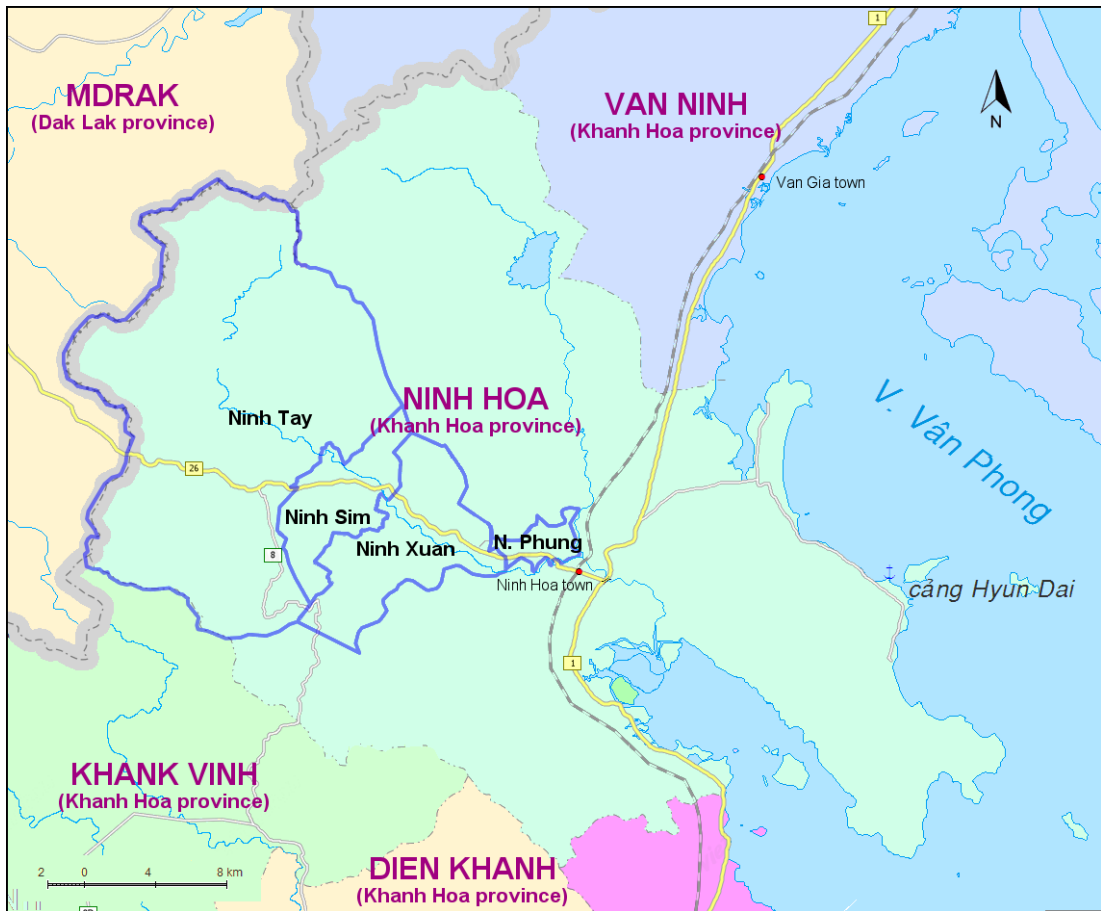 1
MDRAK
(Dak Lak province)
VAN NINH
(Khanh Hoa province)
N
Van Gia town
NINH HOA
(Khanh Hoa province)
Ninh Tay
V. Vân Phong
26
Ninh Sim
Ninh Xuan
N. Phung
8
Ninh Hoa town
cảng Hyun Dai
1
KHANK VINH
(Khanh Hoa province)
DIEN KHANH
(Khanh Hoa province)
2 0 4 8 km